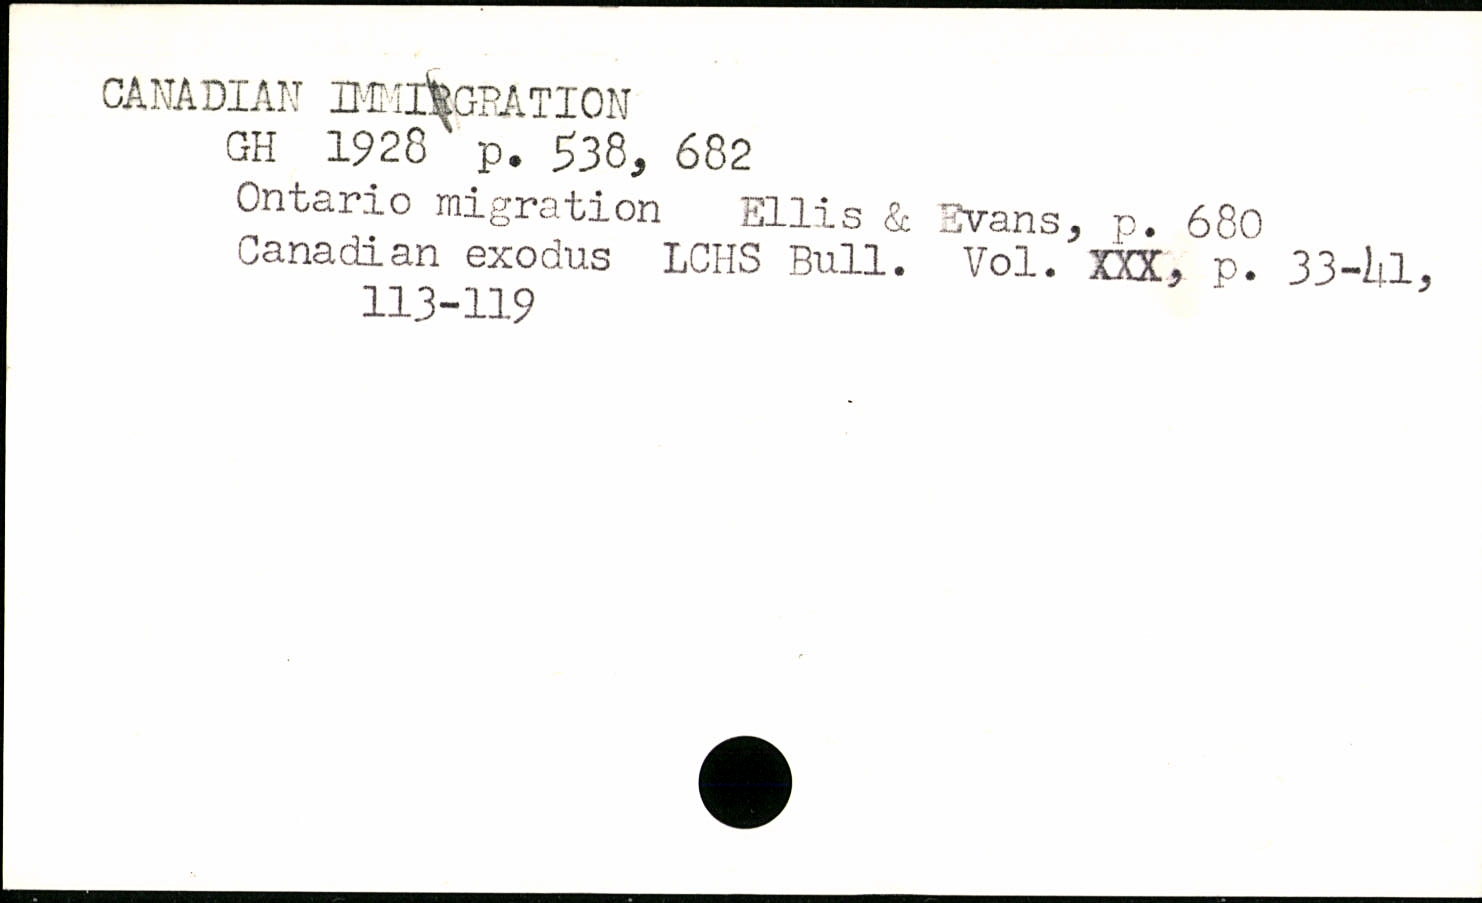 CANADIAN IMMIGRATION
GH 1928 p. 538, 682
Ontario migration Ellis & Evans, p. 680
Canadian exodus LCHS Bull. Vol. XXX, p. 33-41,
113-119